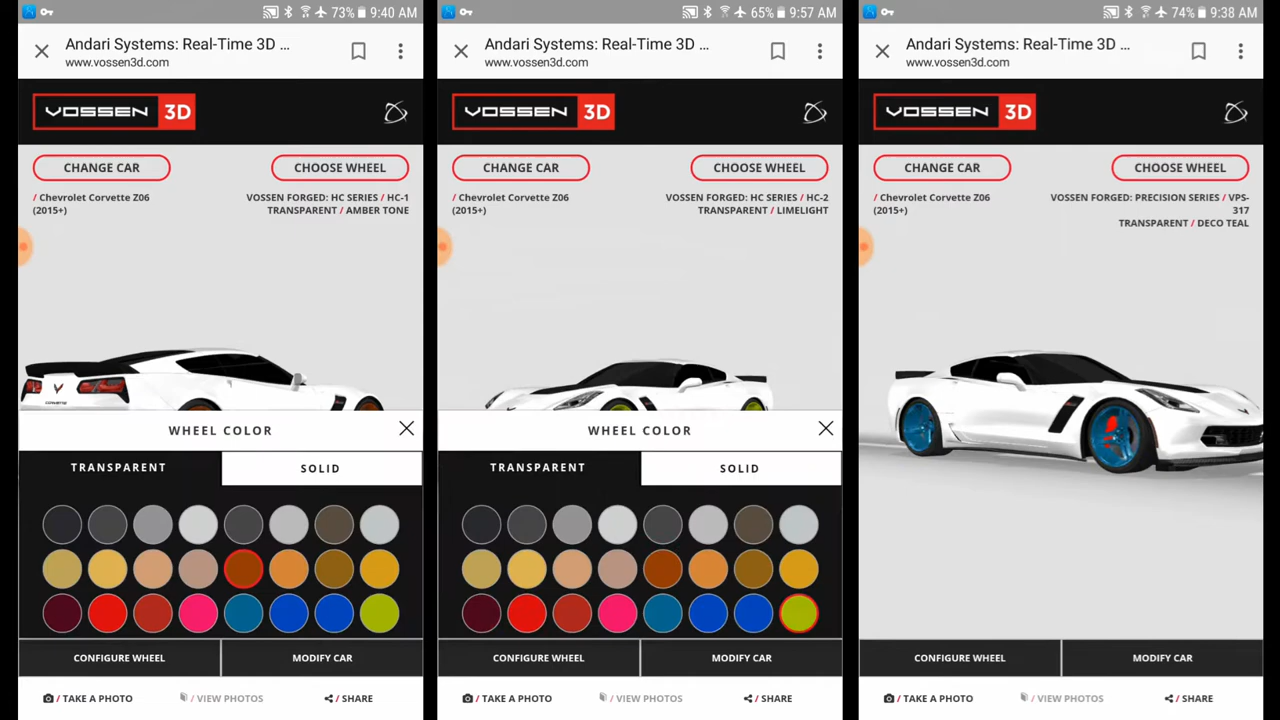 73% 9:40 AM
Andari Systems: Real-Time 3D ...
www.vossen3d.com
VOSSEN 3D
CHANGE CAR
CHOOSE WHEEL
/ Chevrolet Corvette Z06
(2015+)
VOSSEN FORGED: HC SERIES / HC-1
TRANSPARENT / AMBER TONE
CORVETTE
WHEEL COLOR
TRANSPARENT
SOLID
CONFIGURE WHEEL
MODIFY CAR
/ TAKE A PHOTO
/ VIEW PHOTOS
/ SHARE
65% 9:57 AM
Andari Systems: Real-Time 3D ...
www.vossen3d.com
VOSSEN 3D
CHANGE CAR
CHOOSE WHEEL
/ Chevrolet Corvette Z06
(2015+)
VOSSEN FORGED: HC SERIES / HC-2
TRANSPARENT / LIMELIGHT
WHEEL COLOR
TRANSPARENT
SOLID
CONFIGURE WHEEL
MODIFY CAR
/ TAKE A PHOTO
/ VIEW PHOTOS
/ SHARE
74% 9:38 AM
Andari Systems: Real-Time 3D ...
www.vossen3d.com
VOSSEN 3D
CHANGE CAR
CHOOSE WHEEL
/ Chevrolet Corvette Z06
(2015+)
VOSSEN FORGED: PRECISION SERIES / VPS-
317
TRANSPARENT / DECO TEAL
CONFIGURE WHEEL
MODIFY CAR
/ TAKE A PHOTO
/ VIEW PHOTOS
/ SHARE